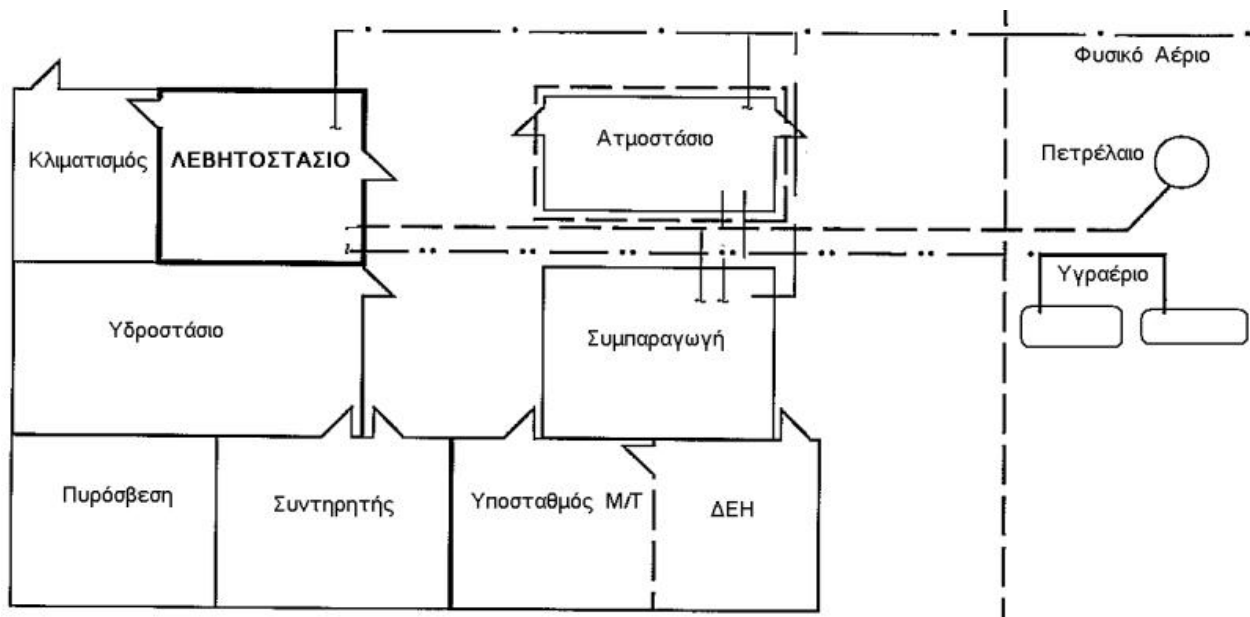 Φυσικό Αέριο
Κλιματισμός
ΛΕΒΗΤΟΣΤΑΣΙΟ
Ατμοστάσιο
Πετρέλαιο
Υδροστάσιο
Συμπαραγωγή
Υγραέριο
Πυρόσβεση
Συντηρητής
Υποσταθμός Μ/Τ
ΔΕΗ